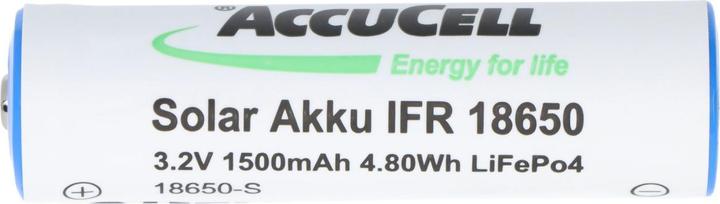 ACCUCELL
Energy for life
Solar Akku IFR 18650
3.2V 1500mAh 4.80Wh LiFePo4
18650-S